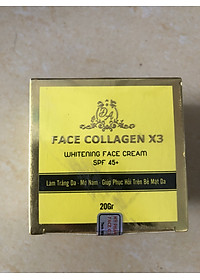 FACE COLLAGEN X3
WHITENING FACE CREAM
SPF 45+
Làm Trắng Da - Mờ Nám - Giúp Phục Hồi Trên Bề Mặt Da
20Gr